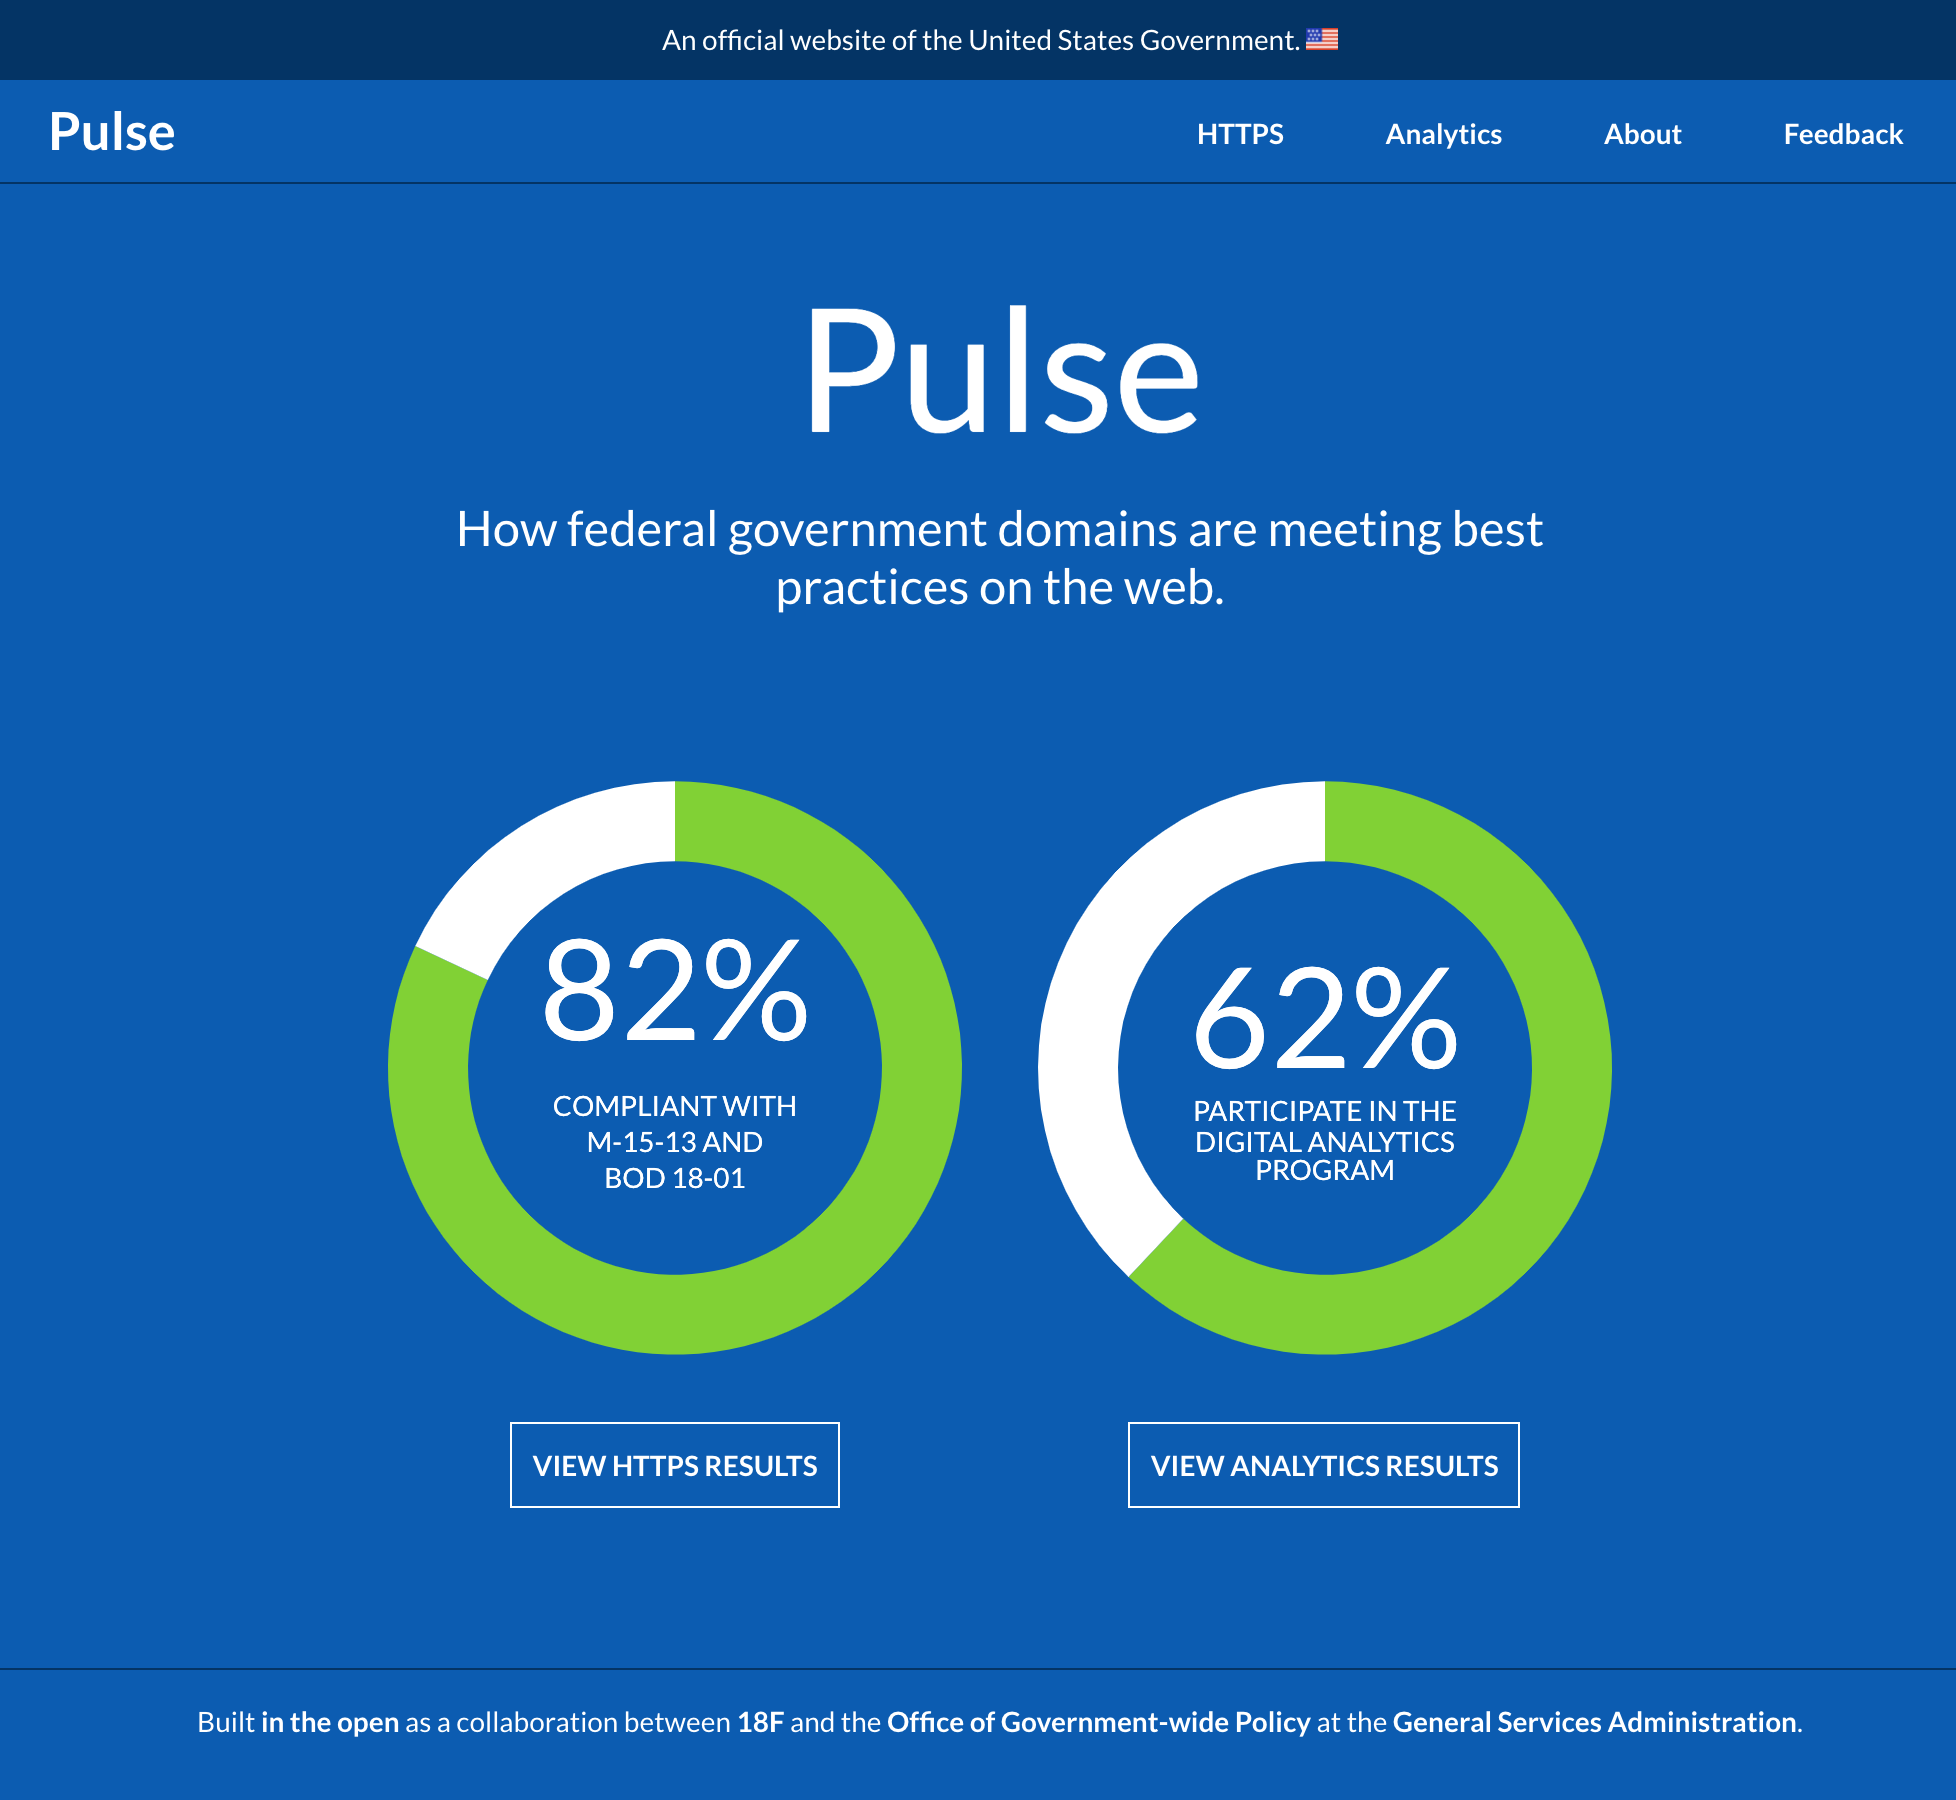 An official website of the United States Government.
Pulse
HTTPS Analytics About Feedback
Pulse
How federal government domains are meeting best
practices on the web.
82%
COMPLIANT WITH
M-15-13 AND
BOD 18-01
62%
PARTICIPATE IN THE
DIGITAL ANALYTICS
PROGRAM
VIEW HTTPS RESULTS
VIEW ANALYTICS RESULTS
Built in the open as a collaboration between 18F and the Office of Government-wide Policy at the General Services Administration.